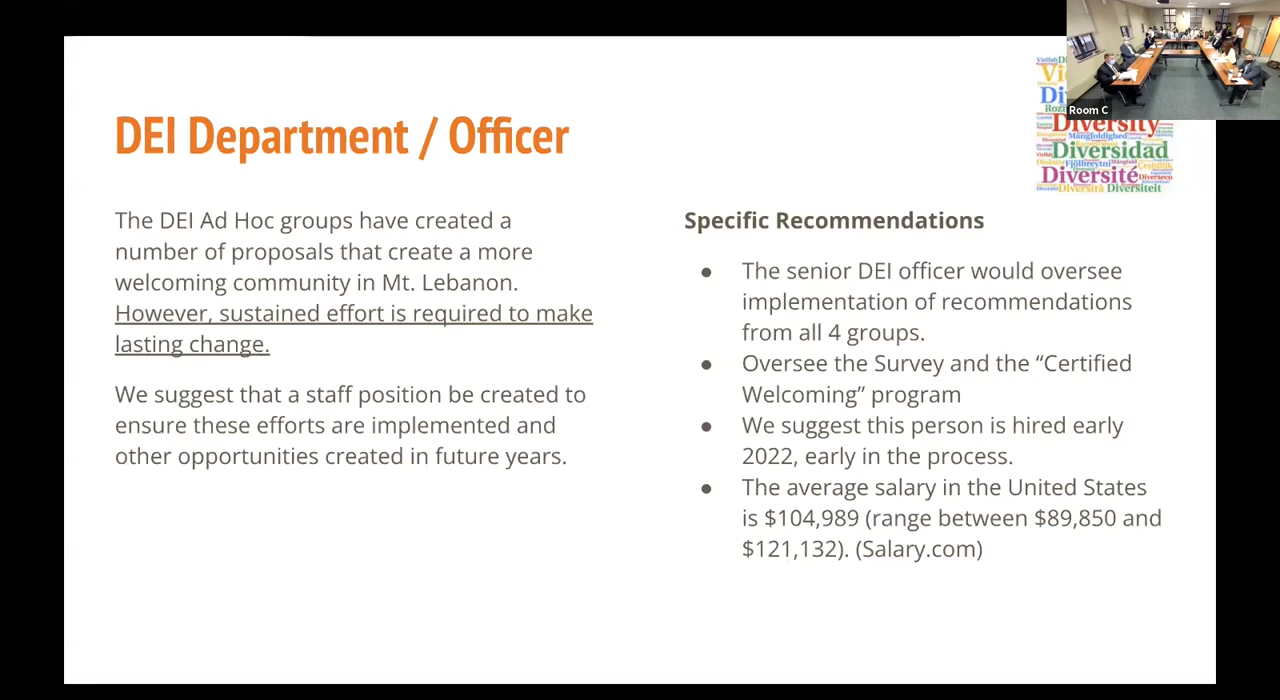 DEI Department / Officer
The DEI Ad Hoc groups have created a
number of proposals that create a more
welcoming community in Mt. Lebanon.
However, sustained effort is required to make
lasting change.
We suggest that a staff position be created to
ensure these efforts are implemented and
other opportunities created in future years.
Room C
Diversity
Mångfoldighed
Diversidad
Fjölbreytni
Diversité
Diversità Diversiteit
Specific Recommendations
● The senior DEI officer would oversee
implementation of recommendations
from all 4 groups.
● Oversee the Survey and the “Certified
Welcoming” program
● We suggest this person is hired early
2022, early in the process.
● The average salary in the United States
is $104,989 (range between $89,850 and
$121,132). (Salary.com)